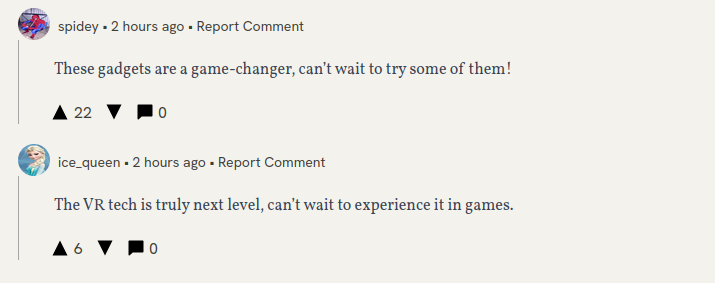 spidey • 2 hours ago • Report Comment
These gadgets are a game-changer, can't wait to try some of them!
22 0
ice_queen • 2 hours ago • Report Comment
The VR tech is truly next level, can't wait to experience it in games.
6 0